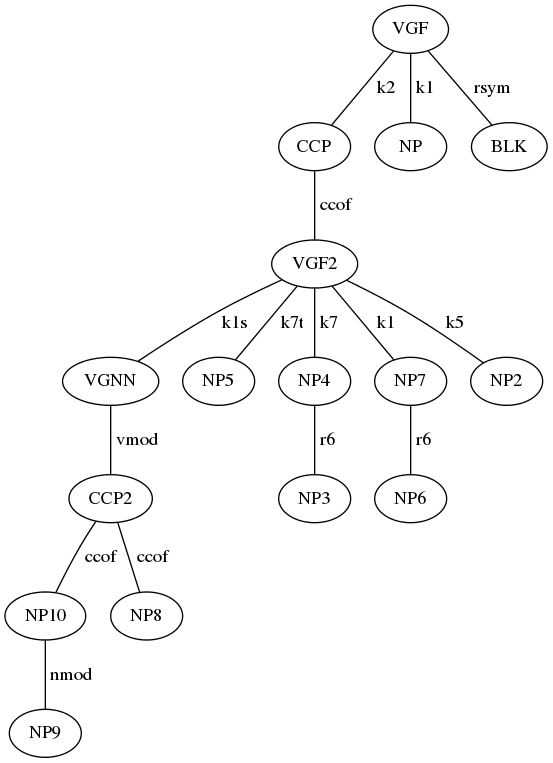 VGF
k2 k1 rsym
CCP NP BLK
ccof
VGF2
k1s k7t k7 k1 k5
VGNN NP5 NP4 NP7 NP2
vmod r6 r6
CCP2 NP3 NP6
ccof ccof
NP10 NP8
nmod
NP9